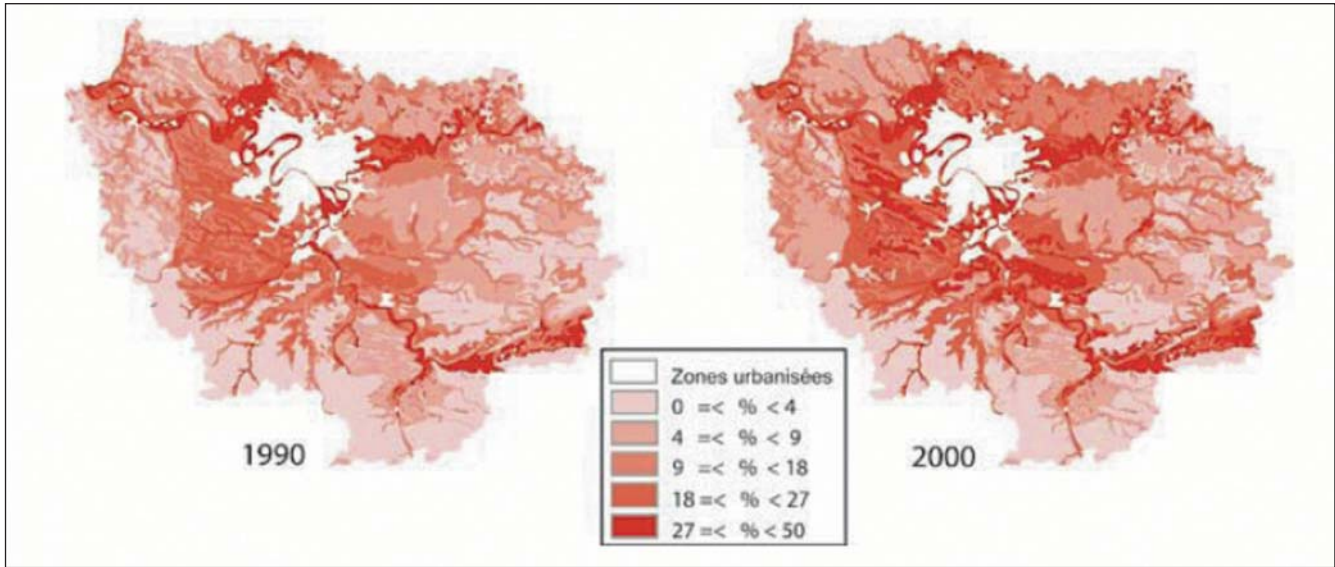 1990
2000
Zones urbanisées
0 =< % < 4
4 =< % < 9
9 =< % < 18
18 =< % < 27
27 =< % < 50